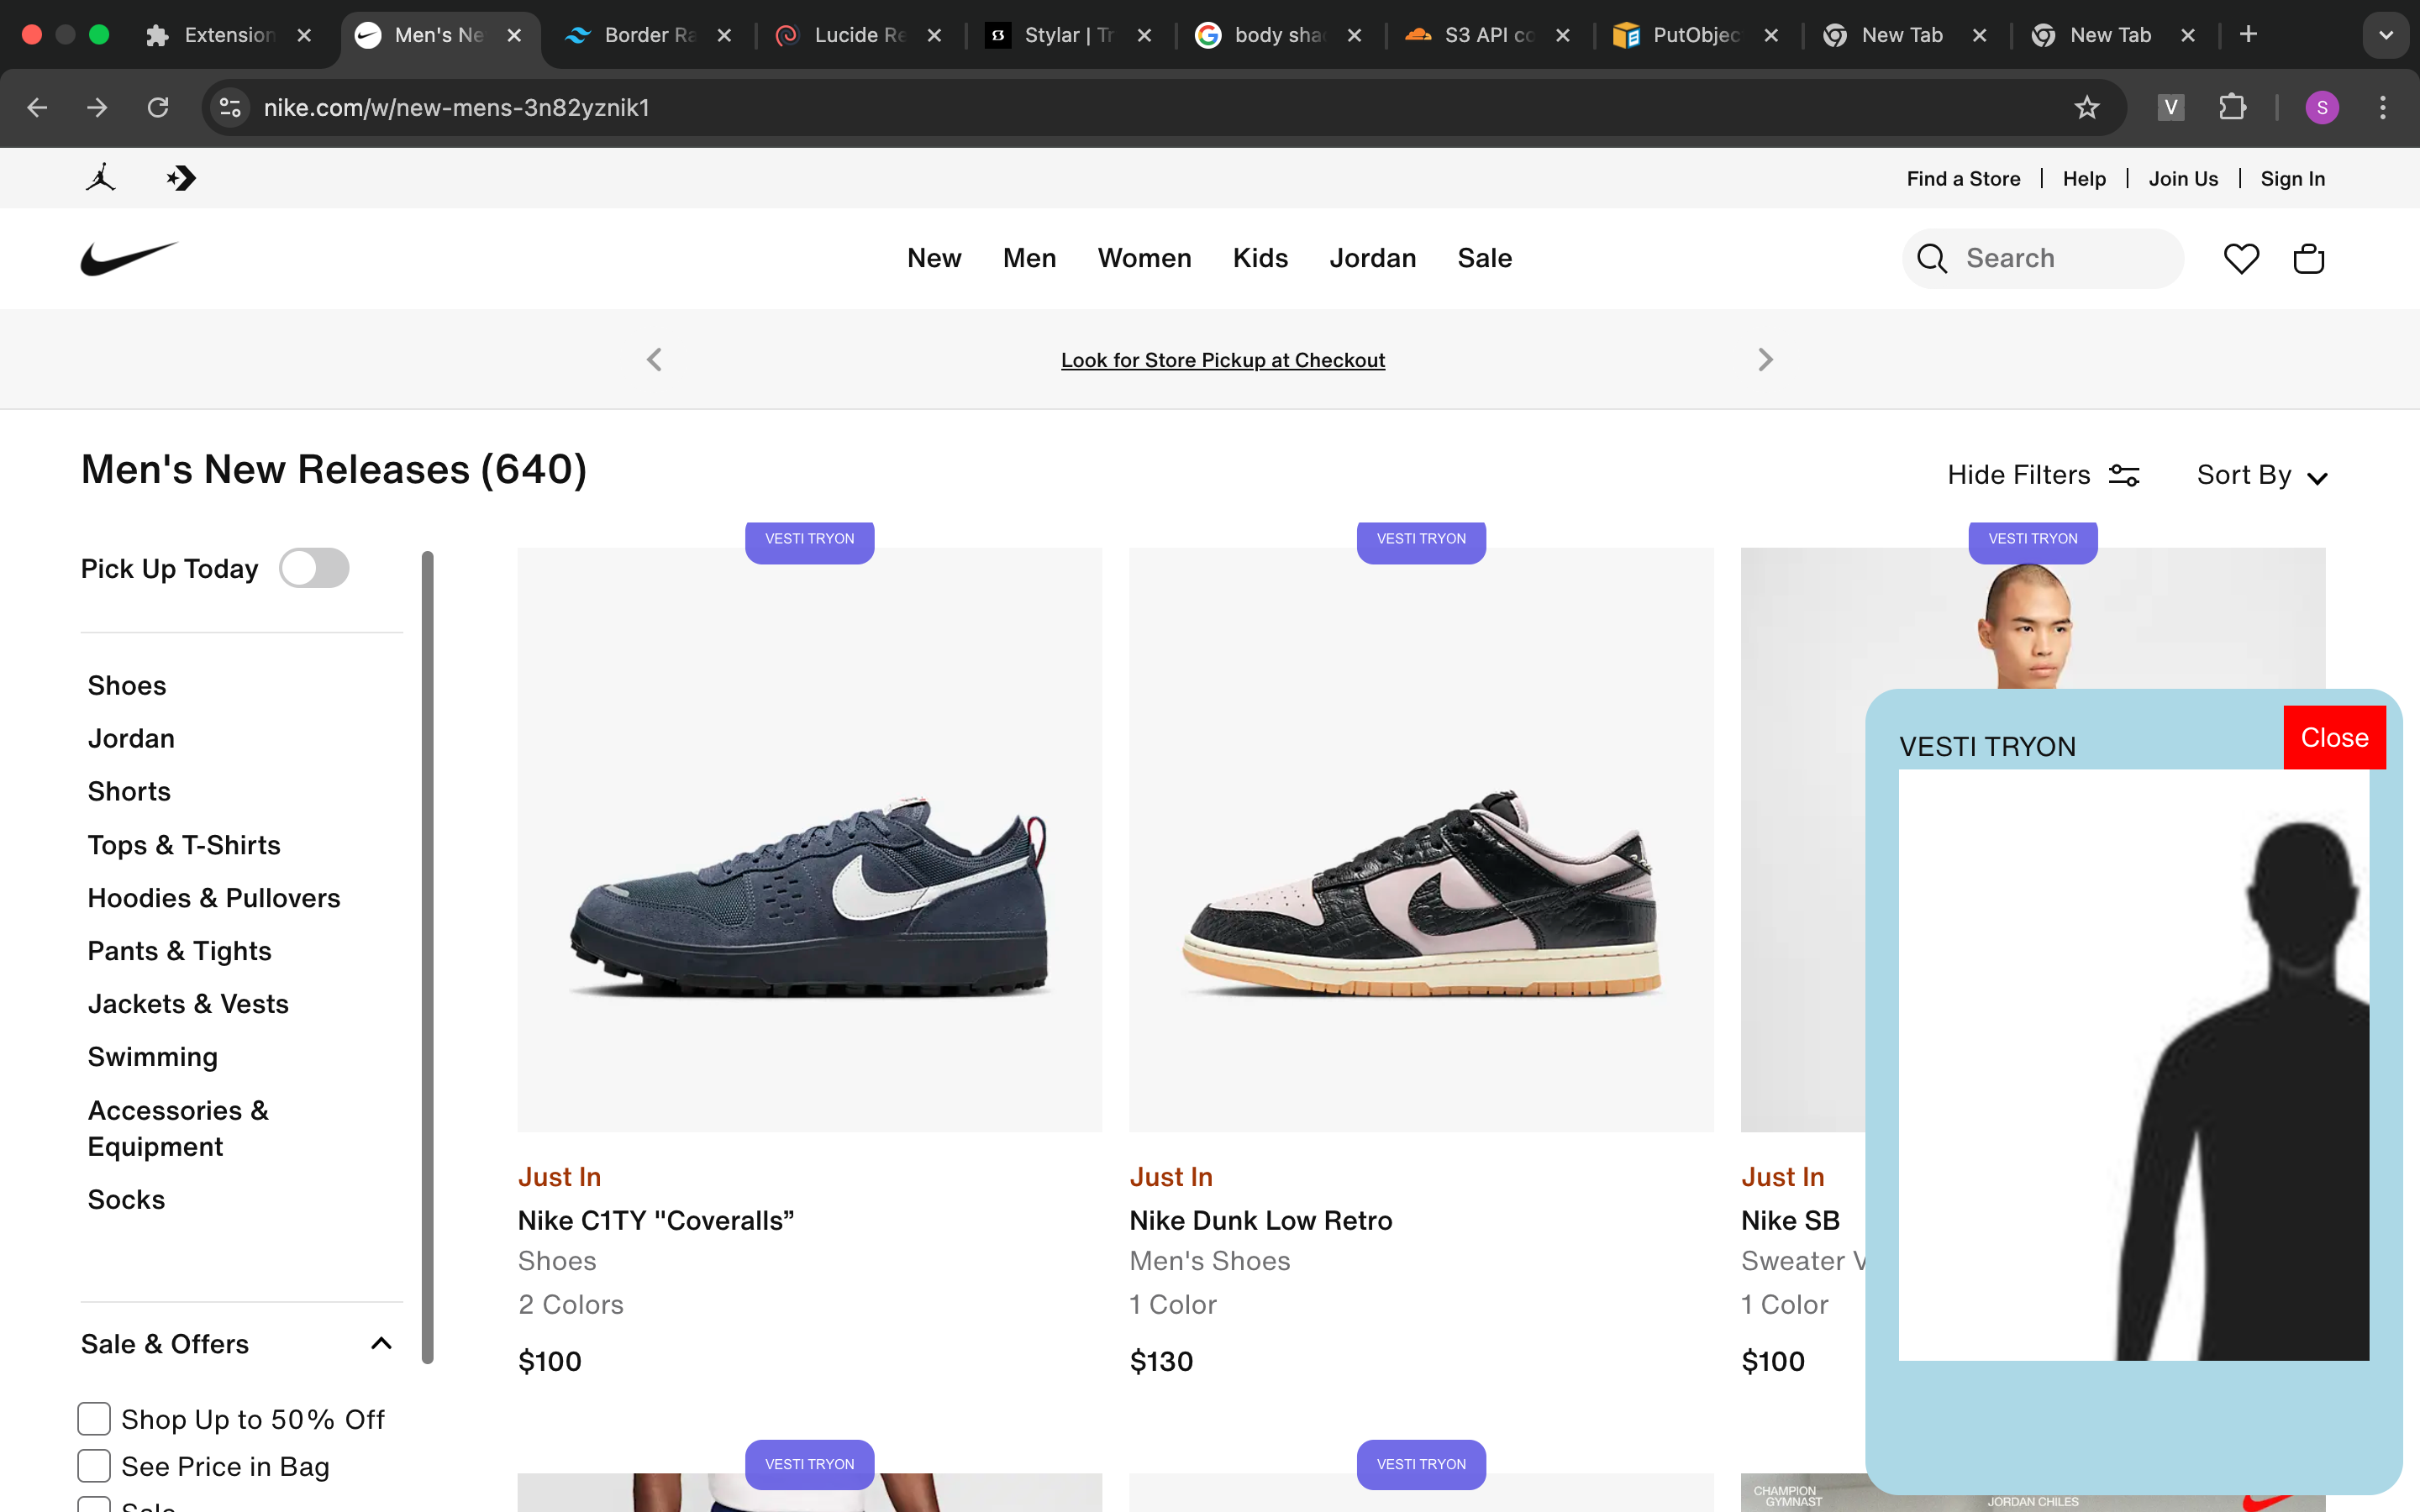 Extension
Men's Ne
Border Ra
Lucide Re
Stylar | Tr
body sha
S3 API co
PutObjec
New Tab
New Tab
nike.com/w/new-mens-3n82yznik1
V
S
Find a Store
Help
Join Us
Sign In
New
Men
Women
Kids
Jordan
Sale
Search
Look for Store Pickup at Checkout
Men's New Releases (640)
Hide Filters
Sort By
Pick Up Today
Shoes
Jordan
Shorts
Tops & T-Shirts
Hoodies & Pullovers
Pants & Tights
Jackets & Vests
Swimming
Accessories &
Equipment
Socks
Sale & Offers
Shop Up to 50% Off
See Price in Bag
Sale
VESTI TRYON
VESTI TRYON
VESTI TRYON
Just In
Nike C1TY "Coveralls”
Shoes
2 Colors
$100
Just In
Nike Dunk Low Retro
Men's Shoes
1 Color
$130
Just In
Nike SB
Sweater V
1 Color
$100
VESTI TRYON
Close
VESTI TRYON
VESTI TRYON
CHAMPION
GYMNAST
JORDAN CHILES